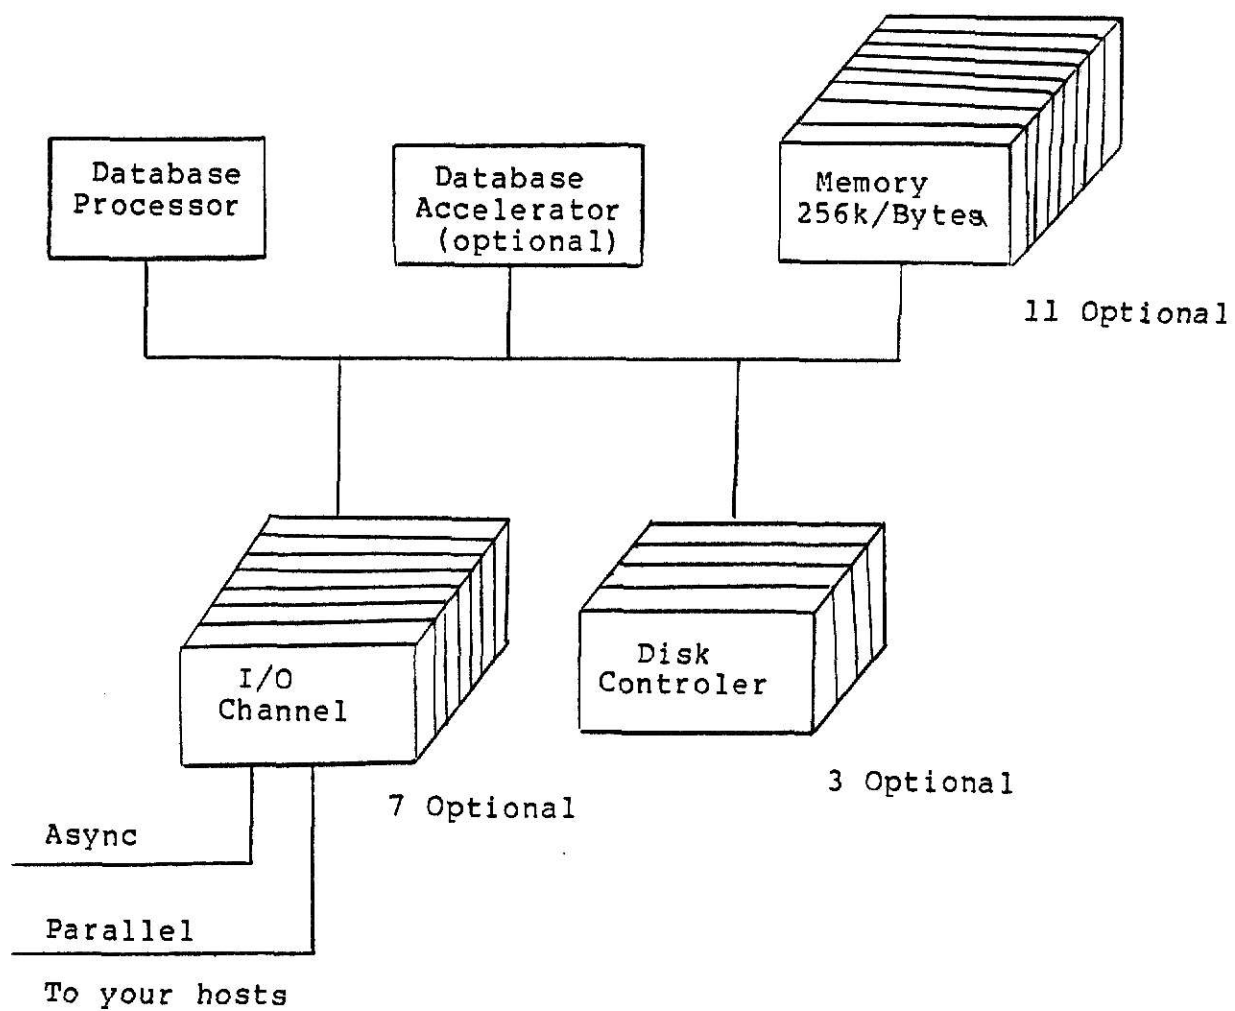 Database
Processor
Database
Accelerator
(optional)
Memory
256k/Bytes
11 Optional
I/O
Channel
7 Optional
Disk
Controler
3 Optional
Async
Parallel
To your hosts